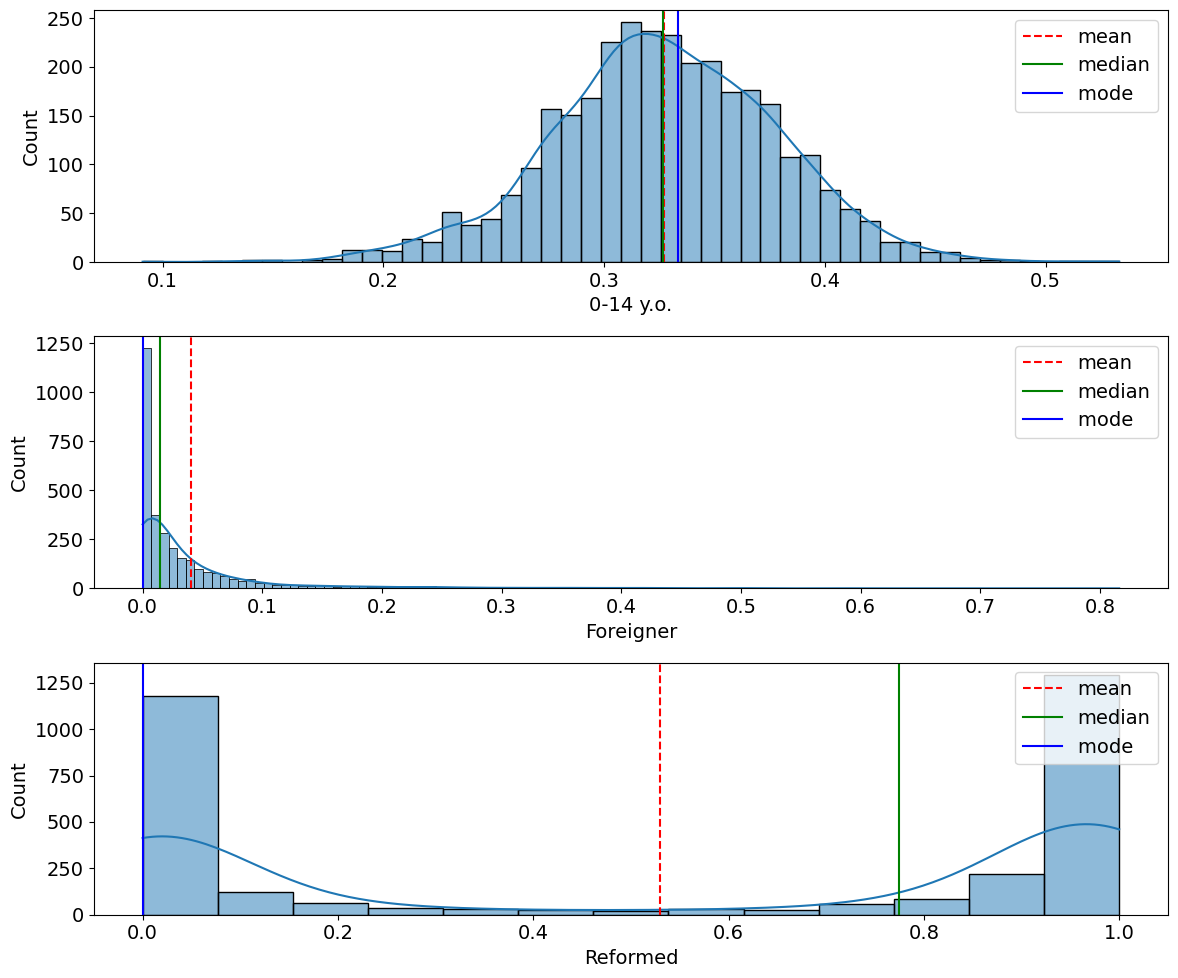 250
200
150
100
50
0
Count
0.1 0.2 0.3 0.4 0.5
0-14 y.o.
mean
median
mode
1250
1000
750
500
250
0
Count
0.0 0.1 0.2 0.3 0.4 0.5 0.6 0.7 0.8
Foreigner
mean
median
mode
1250
1000
750
500
250
0
Count
0.0 0.2 0.4 0.6 0.8 1.0
Reformed
mean
median
mode